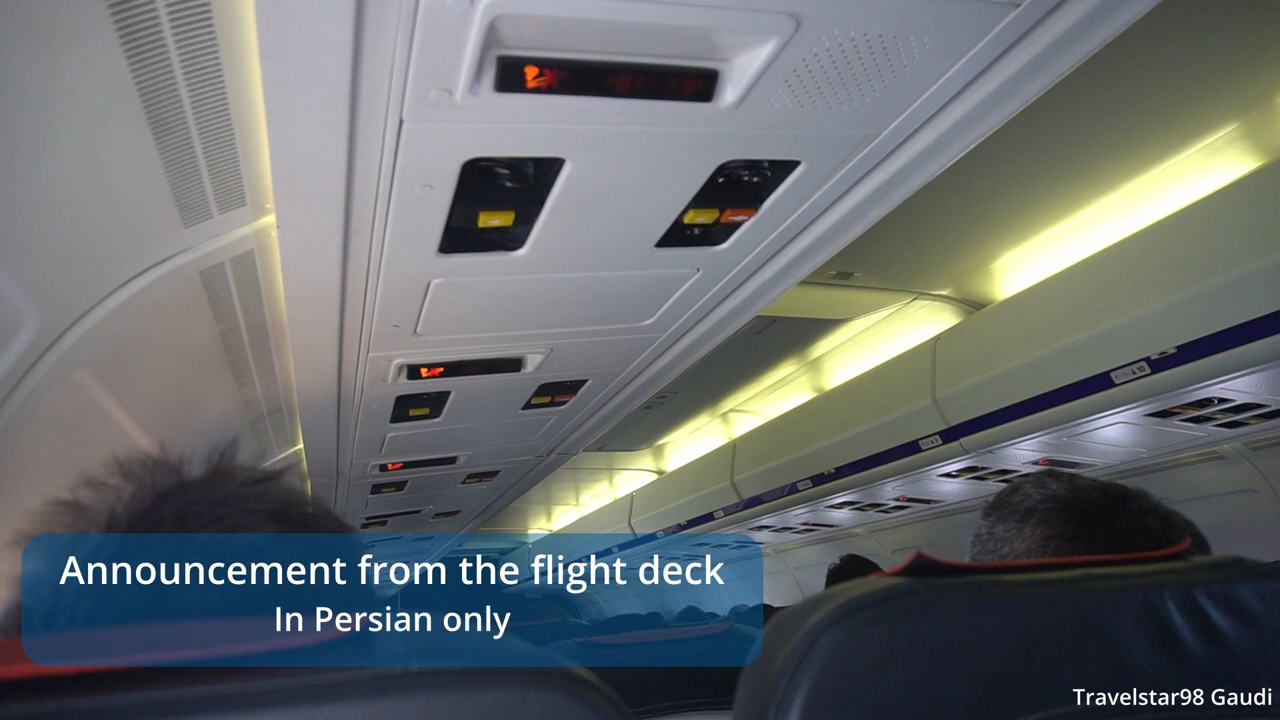 Announcement from the flight deck
In Persian only
Travelstar98 Gaudi